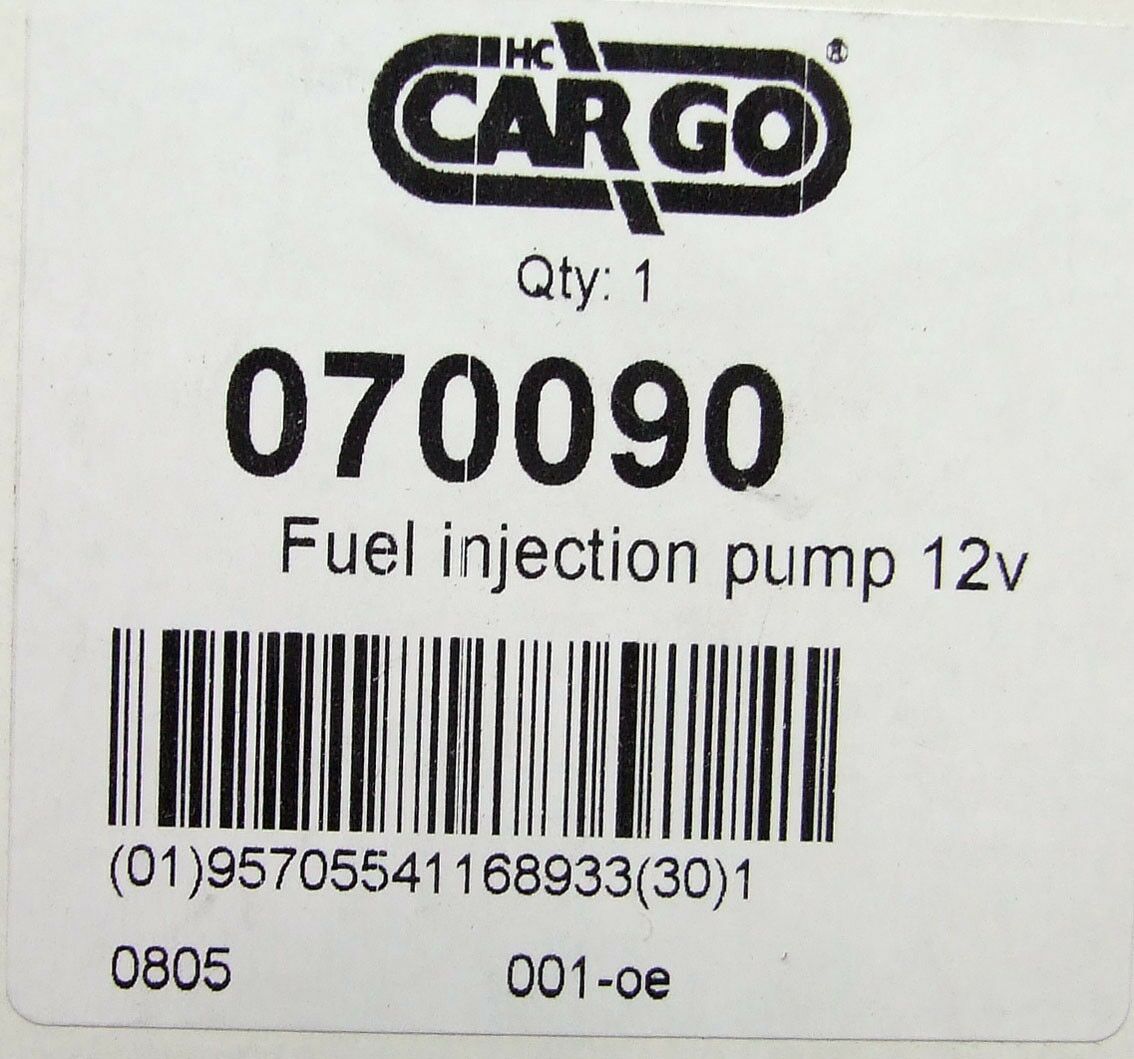 HC
CARGO®
Qty: 1
070090
Fuel injection pump 12v
(01)95705541168933(30)1
0805 001-oe